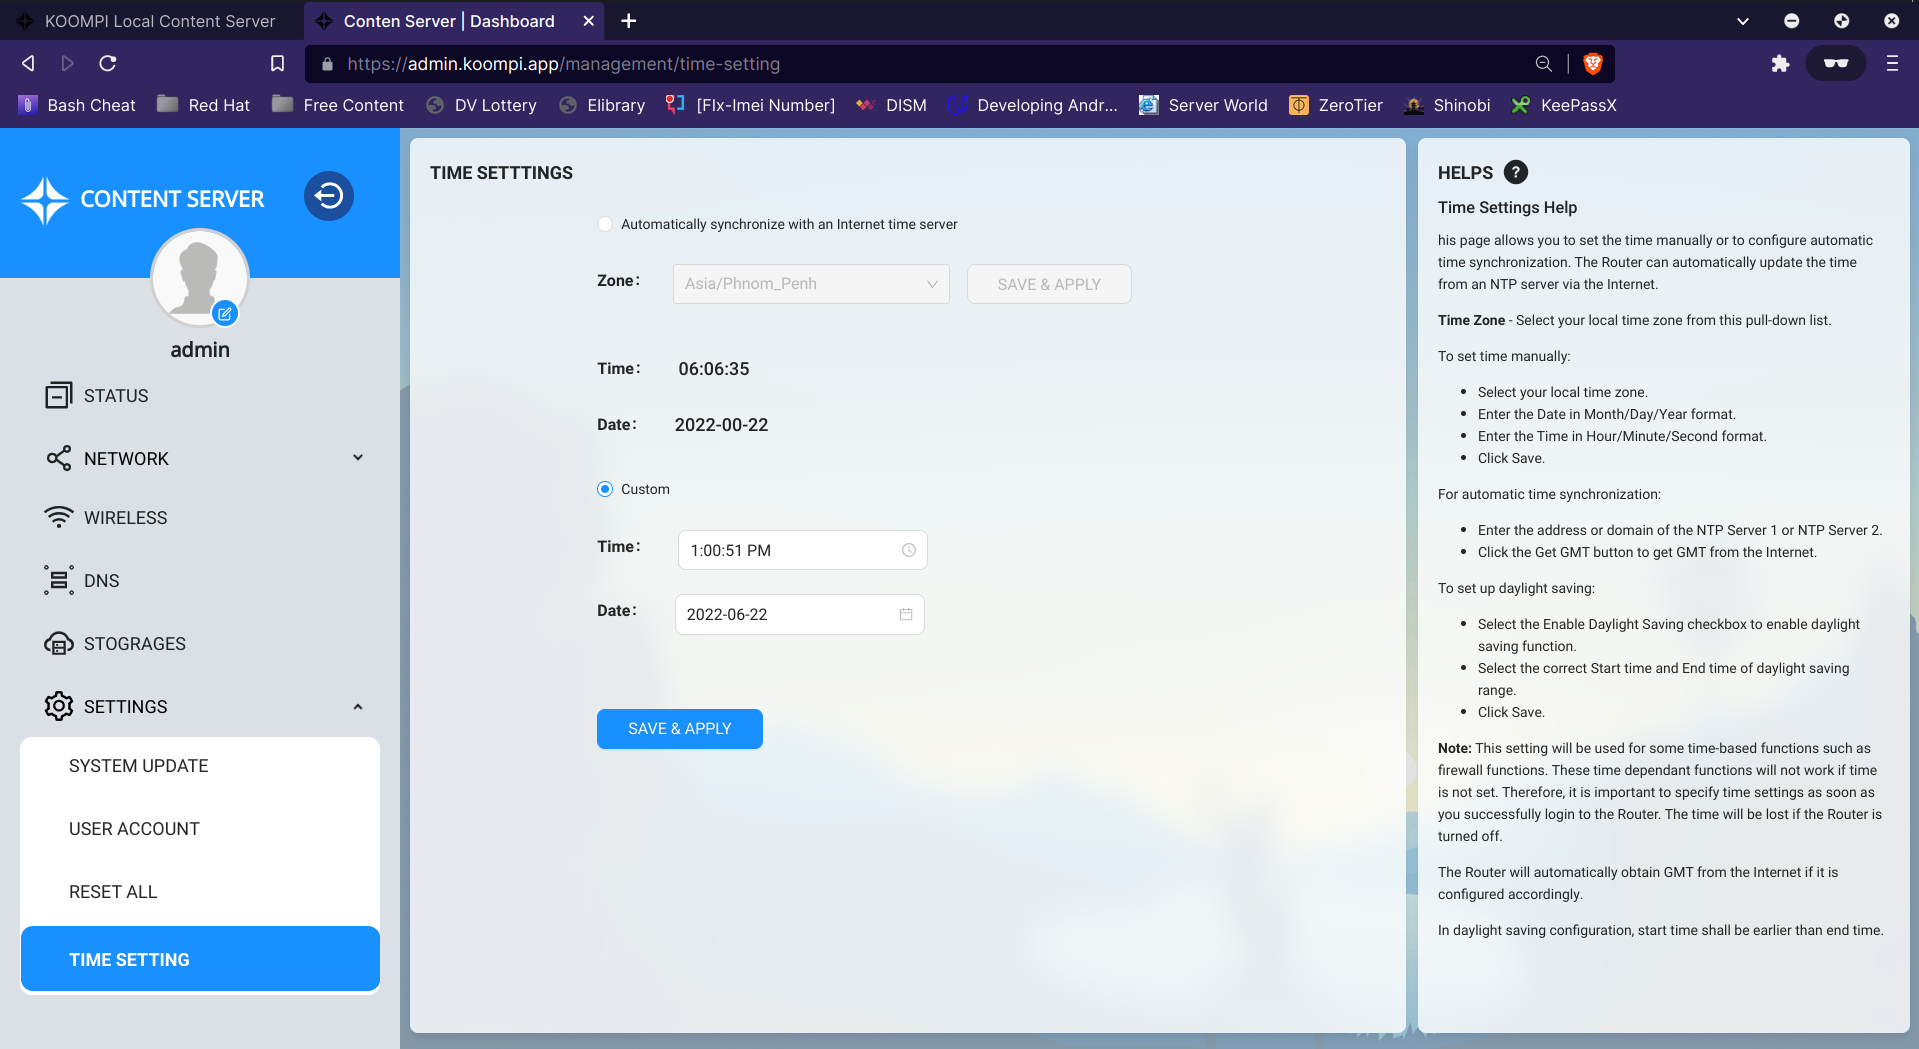 KOOMPI Local Content Server
Conten Server | Dashboard
https://admin.koompi.app/management/time-setting
Bash Cheat
Red Hat
Free Content
DV Lottery
Elibrary
[FIx-Imei Number]
DISM
Developing Andr...
Server World
ZeroTier
Shinobi
KeePassX
CONTENT SERVER
admin
STATUS
NETWORK
WIRELESS
DNS
STOGRAGES
SETTINGS
SYSTEM UPDATE
USER ACCOUNT
RESET ALL
TIME SETTING
TIME SETTTINGS
Automatically synchronize with an Internet time server
Zone: Asia/Phnom_Penh SAVE & APPLY
Time: 06:06:35
Date: 2022-00-22
Custom
Time: 1:00:51 PM
Date: 2022-06-22
SAVE & APPLY
HELPS ?
Time Settings Help
his page allows you to set the time manually or to configure automatic
time synchronization. The Router can automatically update the time
from an NTP server via the Internet.
Time Zone - Select your local time zone from this pull-down list.
To set time manually:
• Select your local time zone.
• Enter the Date in Month/Day/Year format.
• Enter the Time in Hour/Minute/Second format.
• Click Save.
For automatic time synchronization:
• Enter the address or domain of the NTP Server 1 or NTP Server 2.
• Click the Get GMT button to get GMT from the Internet.
To set up daylight saving:
• Select the Enable Daylight Saving checkbox to enable daylight
saving function.
• Select the correct Start time and End time of daylight saving
range.
• Click Save.
Note: This setting will be used for some time-based functions such as
firewall functions. These time dependant functions will not work if time
is not set. Therefore, it is important to specify time settings as soon as
you successfully login to the Router. The time will be lost if the Router is
turned off.
The Router will automatically obtain GMT from the Internet if it is
configured accordingly.
In daylight saving configuration, start time shall be earlier than end time.